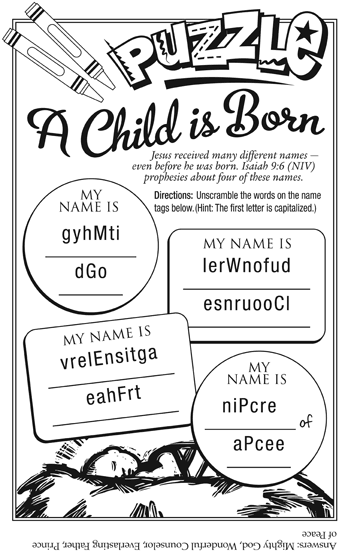 PUZZLE
A Child is Born
Jesus received many different names —
even before he was born. Isaiah 9:6 (NIV)
prophesies about four of these names.
Directions: Unscramble the words on the name
tags below. (Hint: The first letter is capitalized.)
MY
NAME IS
gyhMti
dGo
MY NAME IS
lerWnofud
esnruooCl
MY NAME IS
vrelEnsitga
eahFrt
MY
NAME IS
niPcre
of
aPcee
Answers: Mighty God, Wonderful Counselor, Everlasting Father, Prince
of Peace